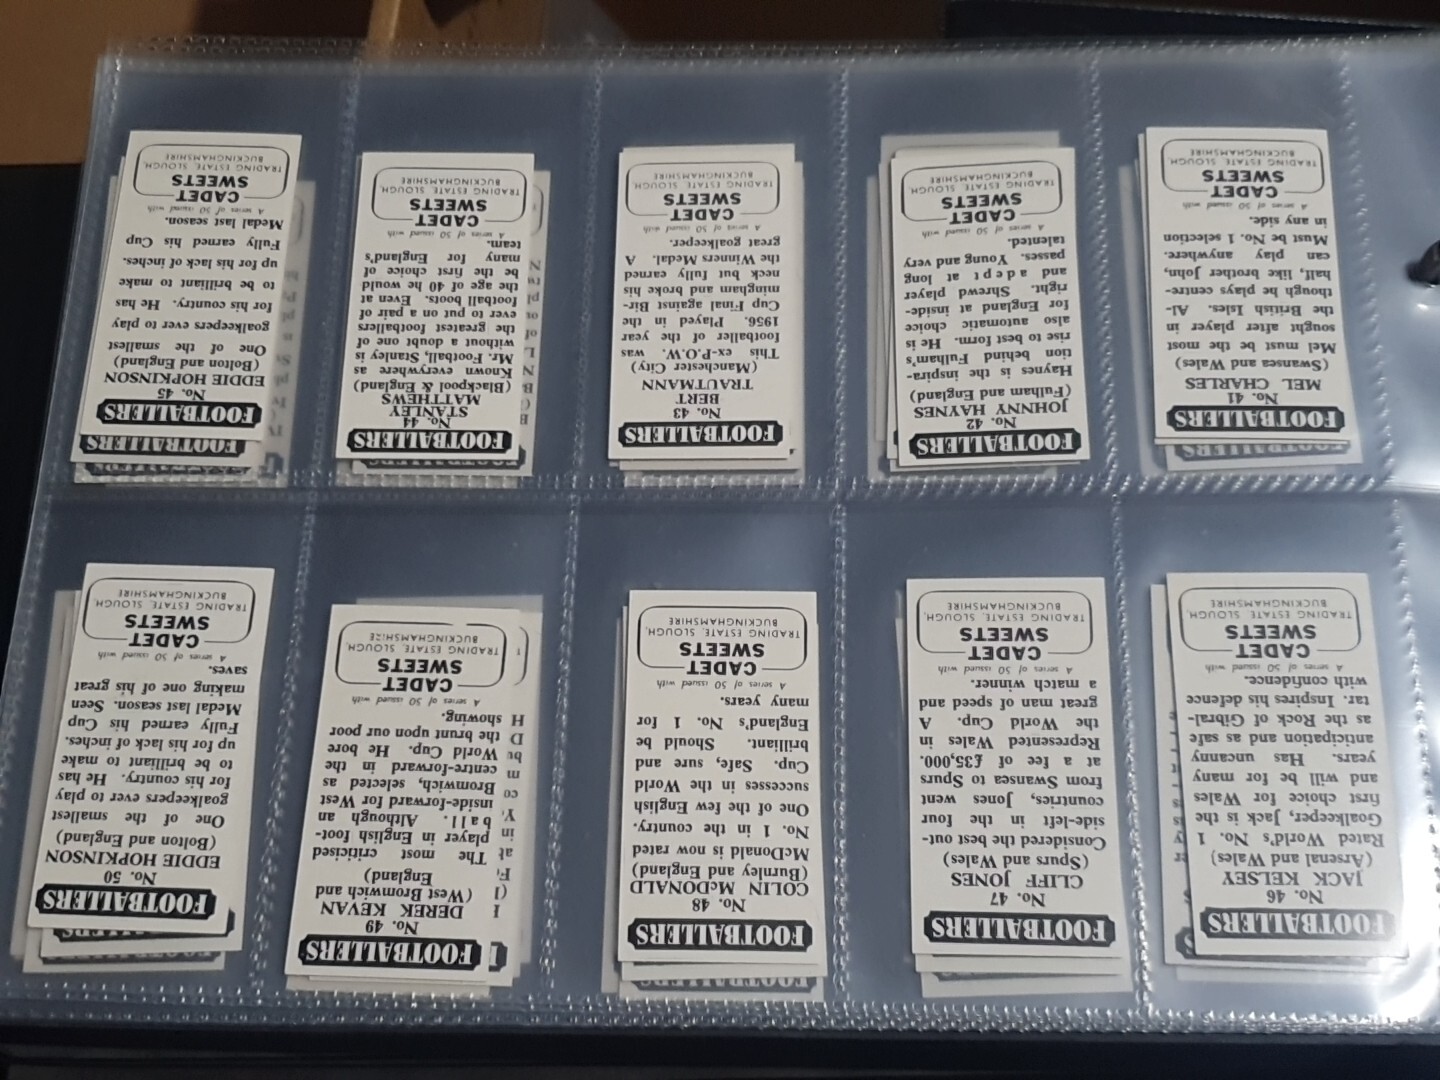 FOOTBALLERS
No. 46
JACK KELSEY
(Arsenal and Wales)
Rated World's No. 1
Goalkeeper, Jack is the
first choice for Wales
and will be for many
years. Has uncanny
anticipation and as safe
as the Rock of Gibral-
tar. Inspires his defence
with confidence.
A series of 50 issued with
CADET
SWEETS
TRADING ESTATE, SLOUGH,
BUCKINGHAMSHIRE
FOOTBALLERS
No. 47
CLIFF JONES
(Spurs and Wales)
Considered the best out-
side-left in the four
countries, Jones went
from Swansea to Spurs
at a fee of £35,000.
Represented Wales in
the World Cup. A
great man of speed and
a match winner.
A series of 50 issued with
CADET
SWEETS
TRADING ESTATE, SLOUGH,
BUCKINGHAMSHIRE
FOOTBALLERS
No. 48
COLIN McDONALD
(Burnley and England)
McDonald is now rated
No. 1 in the country.
One of the few English
successes in the World
Cup. Safe, sure and
brilliant. Should be
England's No. 1 for
many years.
A series of 50 issued with
CADET
SWEETS
TRADING ESTATE, SLOUGH,
BUCKINGHAMSHIRE
FOOTBALLERS
No. 49
DEREK KEVAN
(West Bromwich and
England)
The most criticised
player in English foot-
ball. Although an
inside-forward for West
Bromwich, selected as
centre-forward in the
World Cup. He bore
the brunt upon our poor
showing.
A series of 50 issued with
CADET
SWEETS
TRADING ESTATE, SLOUGH,
BUCKINGHAMSHIRE
FOOTBALLERS
No. 50
EDDIE HOPKINSON
(Bolton and England)
One of the smallest
goalkeepers ever to play
for his country. He has
to be brilliant to make
up for his lack of inches.
Fully earned his Cup
Medal last season. Seen
making one of his great
saves.
A series of 50 issued with
CADET
SWEETS
TRADING ESTATE, SLOUGH,
BUCKINGHAMSHIRE
FOOTBALLERS
No. 41
MEL CHARLES
(Swansea and Wales)
Mel must be the most
sought after player in
the British Isles. Al-
though he plays centre-
half, like brother John,
can play anywhere.
Must be No. 1 selection
in any side.
A series of 50 issued with
CADET
SWEETS
TRADING ESTATE, SLOUGH,
BUCKINGHAMSHIRE
FOOTBALLERS
No. 42
JOHNNY HAYNES
(Fulham and England)
Haynes is the inspira-
tion behind Fulham's
rise to best form. He is
also automatic choice
for England at inside-
right. Shrewd player
and adept at long
passes. Young and very
talented.
A series of 50 issued with
CADET
SWEETS
TRADING ESTATE, SLOUGH,
BUCKINGHAMSHIRE
FOOTBALLERS
No. 43
BERT
TRAUTMANN
(Manchester City)
This ex-P.O.W. was
footballer of the year
1956. Played in the
Cup Final against Bir-
mingham and broke his
neck but fully earned
the Winners Medal. A
great goalkeeper.
A series of 50 issued with
CADET
SWEETS
TRADING ESTATE, SLOUGH,
BUCKINGHAMSHIRE
FOOTBALLERS
No. 44
STANLEY
MATTHEWS
(Blackpool & England)
Known everywhere as
Mr. Football, Stanley is
without a doubt one of
the greatest footballers
ever to put on a pair of
football boots. Even at
the age of 40 he would
be the first choice of
many for England's
team.
A series of 50 issued with
CADET
SWEETS
TRADING ESTATE, SLOUGH,
BUCKINGHAMSHIRE
FOOTBALLERS
No. 45
EDDIE HOPKINSON
(Bolton and England)
One of the smallest
goalkeepers ever to play
for his country. He has
to be brilliant to make
up for his lack of inches.
Fully earned his Cup
Medal last season.
A series of 50 issued with
CADET
SWEETS
TRADING ESTATE, SLOUGH,
BUCKINGHAMSHIRE